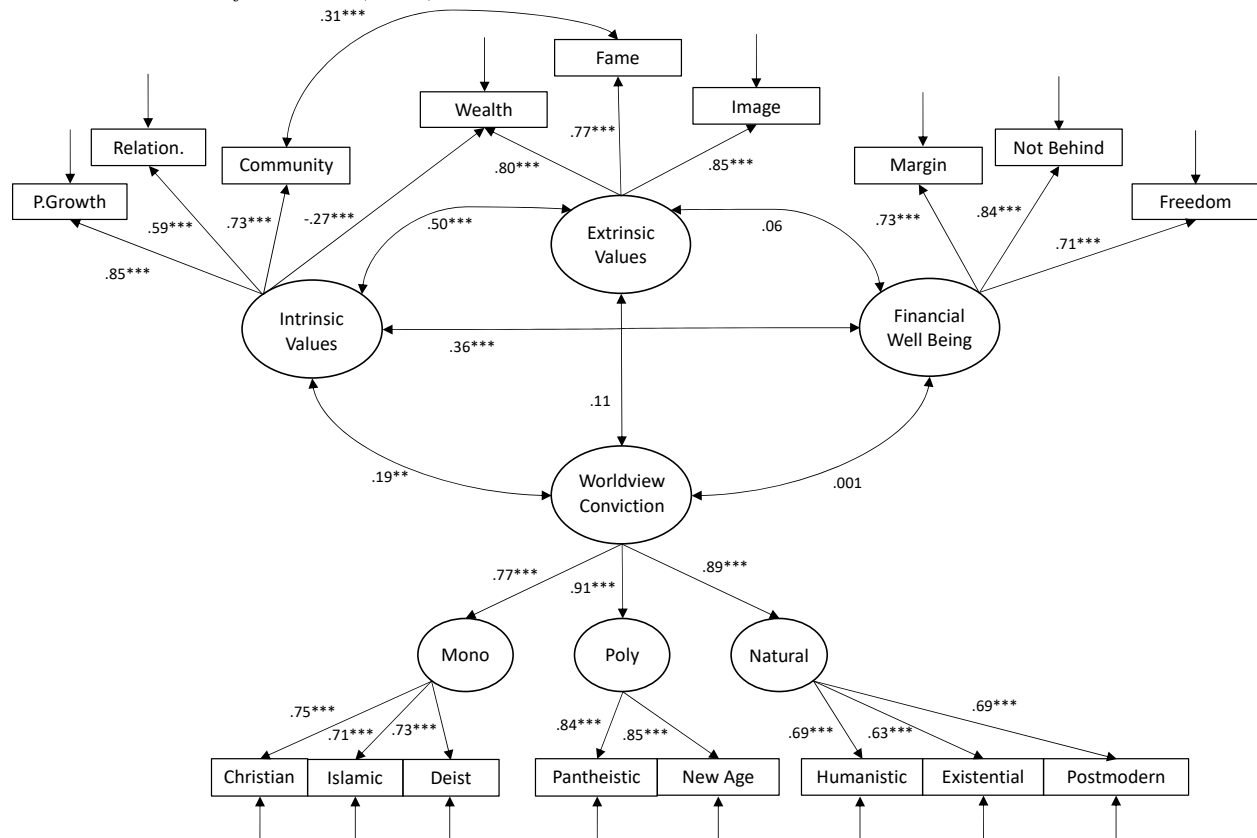 .31***
Fame
Wealth
Image
.77***
Relation.
Community
Not Behind
Margin
.80***
.85***
P.Growth
Freedom
.59***
.73***
-.27***
.50***
.06
.73***
.84***
.71***
Extrinsic
Values
.85***
Intrinsic
Values
Financial
Well Being
.36***
.11
.19**
Worldview
Conviction
.001
.77***
.91***
.89***
Mono
Poly
Natural
.75***
.71***
.73***
.84***
.85***
.69***
.63***
.69***
Christian
Islamic
Deist
Pantheistic
New Age
Humanistic
Existential
Postmodern